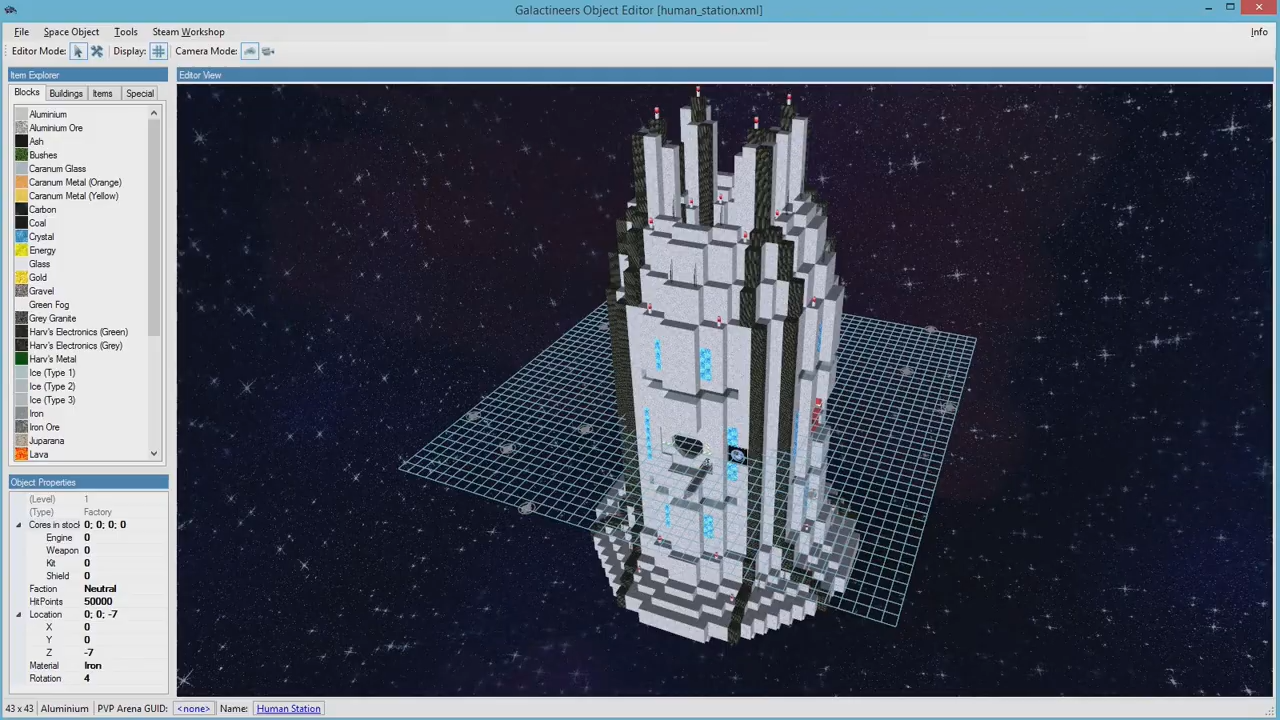 Galactineers Object Editor [human_station.xml]
File Space Object Tools Steam Workshop Info
Editor Mode: Display: Camera Mode:
Item Explorer
Editor View
Blocks Buildings Items Special
Aluminium
Aluminium Ore
Ash
Bushes
Caranum Glass
Caranum Metal (Orange)
Caranum Metal (Yellow)
Carbon
Coal
Crystal
Energy
Glass
Gold
Gravel
Green Fog
Grey Granite
Harv's Electronics (Green)
Harv's Electronics (Grey)
Harv's Metal
Ice (Type 1)
Ice (Type 2)
Ice (Type 3)
Iron
Iron Ore
Juparana
Lava
Object Properties
(Level) 1
(Type) Factory
Cores in stock 0; 0; 0; 0
Engine 0
Weapon 0
Kit 0
Shield 0
Faction Neutral
HitPoints 50000
Location 0; 0; -7
X 0
Y 0
Z -7
Material Iron
Rotation 4
43 x 43 Aluminium PVP Arena GUID: <none> Name: Human Station